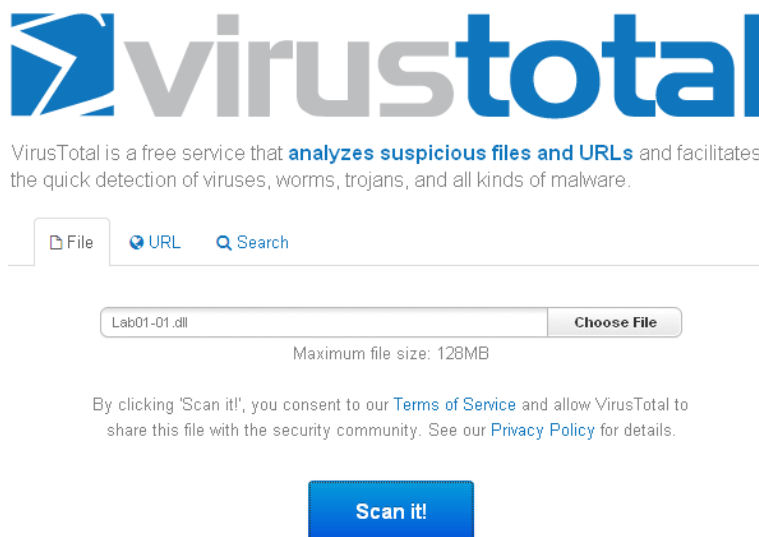 virustotal
VirusTotal is a free service that analyzes suspicious files and URLs and facilitates
the quick detection of viruses, worms, trojans, and all kinds of malware.
File URL Search
Lab01-01.dll Choose File
Maximum file size: 128MB
By clicking 'Scan it!', you consent to our Terms of Service and allow VirusTotal to
share this file with the security community. See our Privacy Policy for details.
Scan it!